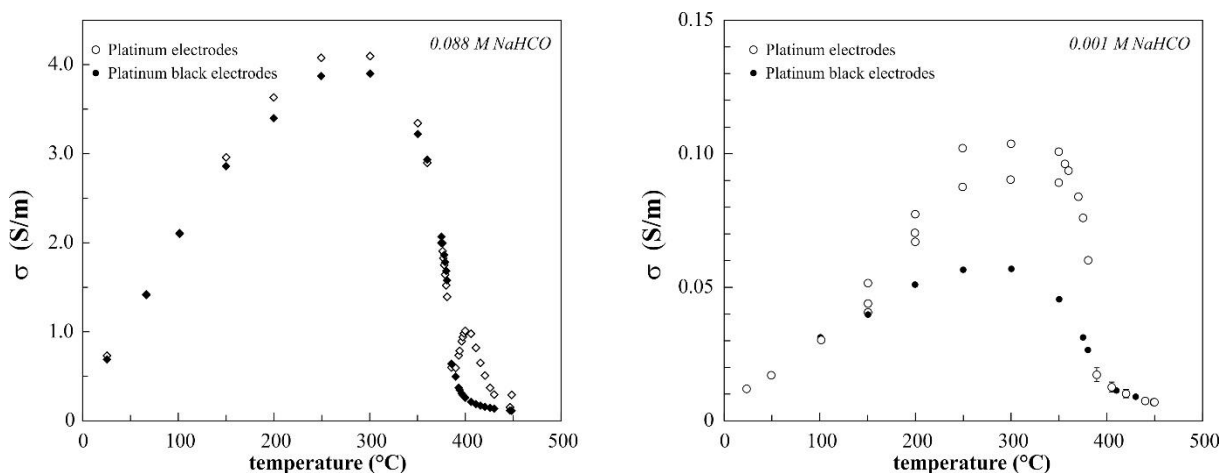 0.088 M NaHCO
Platinum electrodes
Platinum black electrodes
4.0
3.0
2.0
1.0
0
σ (S/m)
0 100 200 300 400 500
temperature (°C)
0.15
0.001 M NaHCO
Platinum electrodes
Platinum black electrodes
0.10
0.05
0
σ (S/m)
0 100 200 300 400 500
temperature (°C)